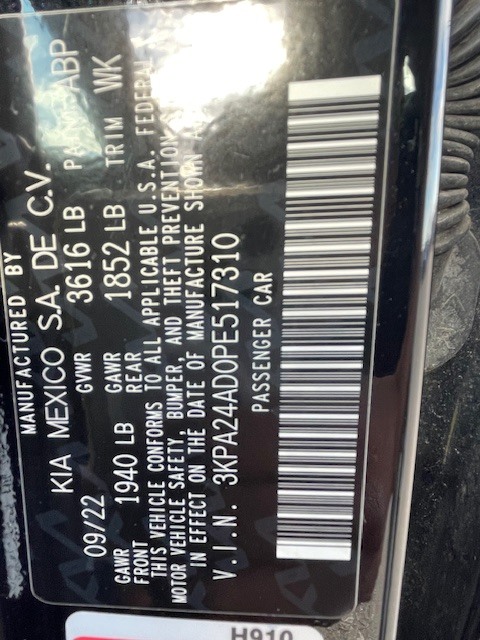 MANUFACTURED BY
KIA MEXICO S.A. DE C.V.
09/22 GVWR 3616 LB ABP
GAWR FRONT 1940 LB GAWR REAR 1852 LB TRIM WK
THIS VEHICLE CONFORMS TO ALL APPLICABLE U.S.A. FEDERAL
MOTOR VEHICLE SAFETY, BUMPER, AND THEFT PREVENTION
IN EFFECT ON THE DATE OF MANUFACTURE SHOWN
V.I.N. 3KPA24AD0PE517310
PASSENGER CAR
H910